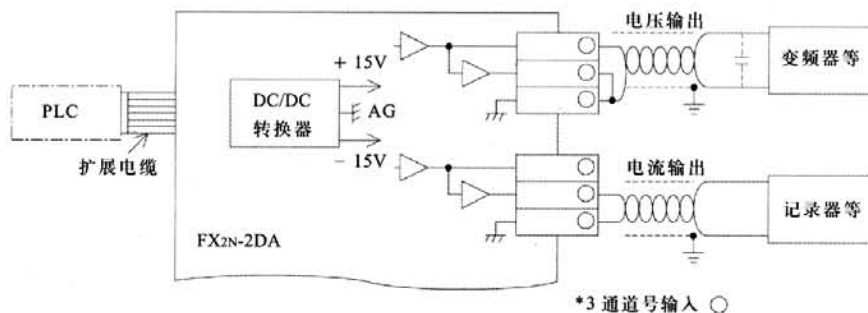 电压输出
+ 15V
变频器等
DC/DC
转换器
AG
PLC
扩展电缆
− 15V
电流输出
记录器等
FX2N-2DA
*3 通道号输入 ○